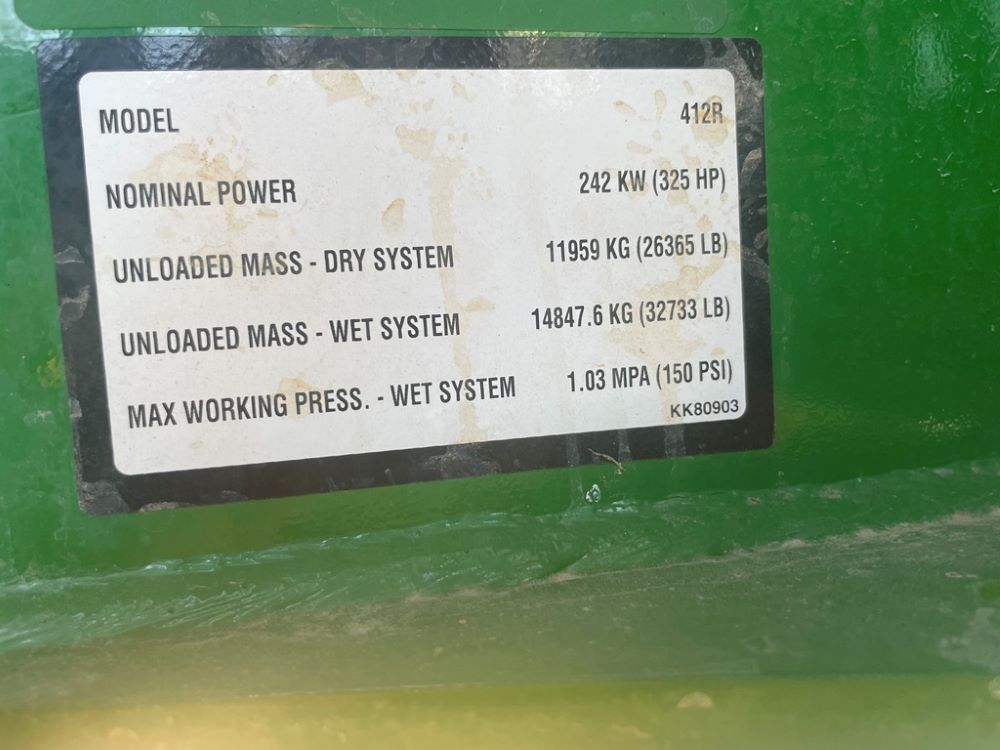 MODEL 412R
NOMINAL POWER 242 KW (325 HP)
UNLOADED MASS - DRY SYSTEM 11959 KG (26365 LB)
UNLOADED MASS - WET SYSTEM 14847.6 KG (32733 LB)
MAX WORKING PRESS. - WET SYSTEM 1.03 MPA (150 PSI)
KK80903